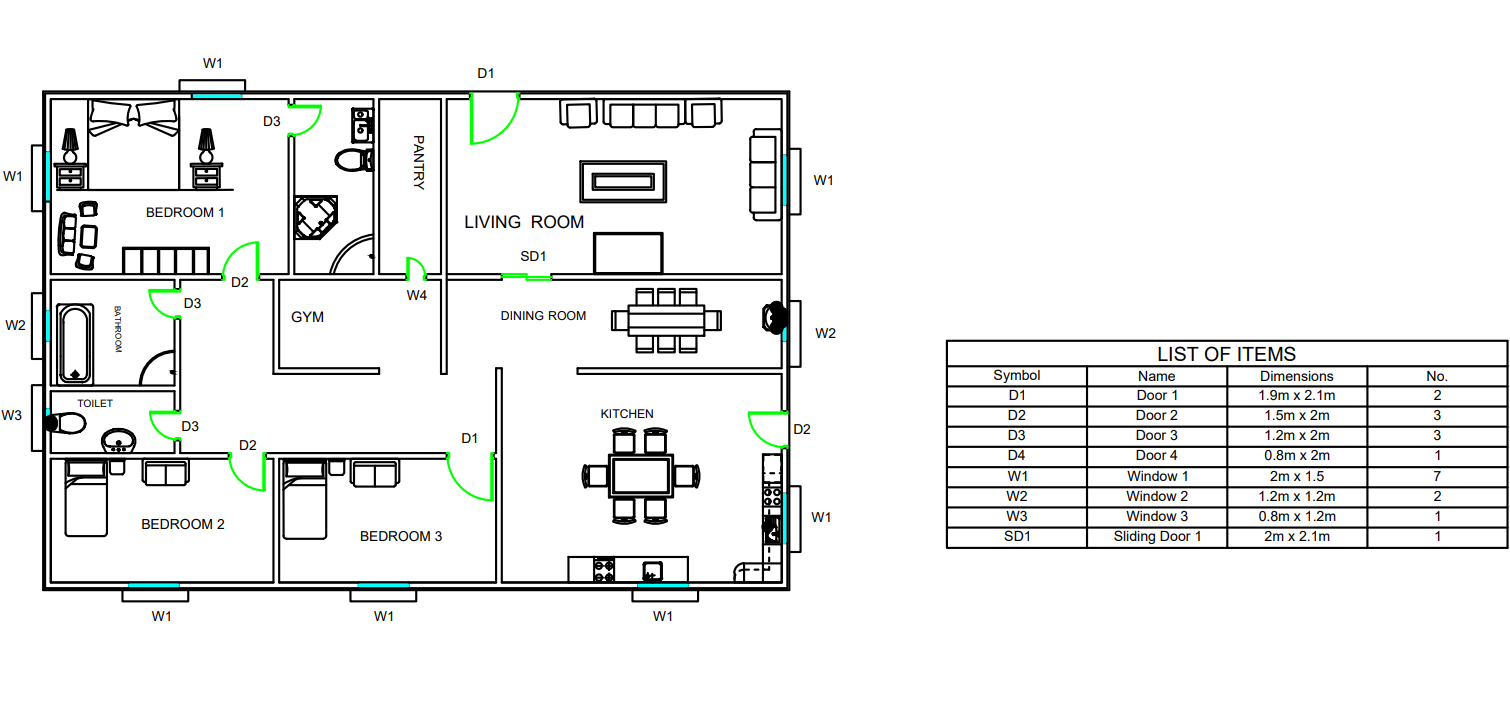 W1
D1
D3
PANTRY
W1
W1
BEDROOM 1
LIVING ROOM
SD1
D2
W4
D3
BATHROOM
GYM
DINING ROOM
W2
W2
TOILET
W3
D3
KITCHEN
D2
D2
D1
BEDROOM 2
BEDROOM 3
W1
W1
W1
W1
LIST OF ITEMS
Symbol Name Dimensions No.
D1 Door 1 1.9m x 2.1m 2
D2 Door 2 1.5m x 2m 3
D3 Door 3 1.2m x 2m 3
D4 Door 4 0.8m x 2m 1
W1 Window 1 2m x 1.5 7
W2 Window 2 1.2m x 1.2m 2
W3 Window 3 0.8m x 1.2m 1
SD1 Sliding Door 1 2m x 2.1m 1